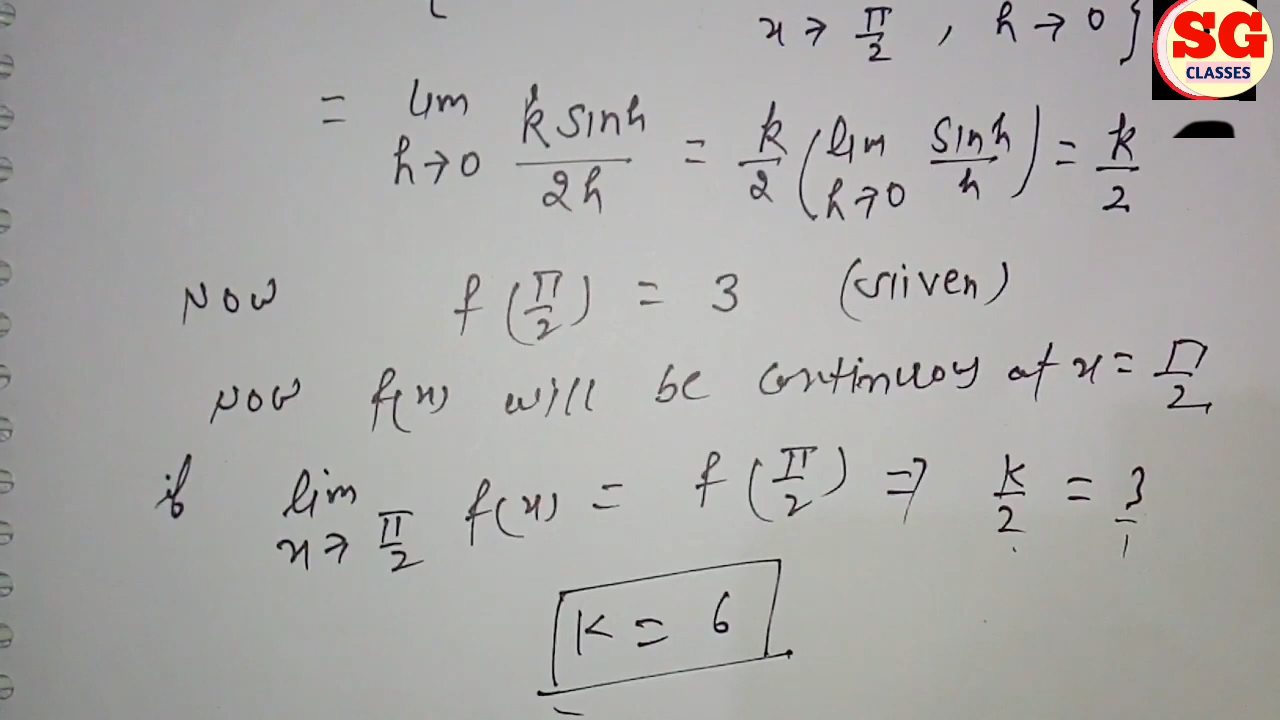 x → π/2 , h → 0 }
SG
CLASSES
= lim h→0 k sinh / 2h = k/2 ( lim h→0 sinh / h ) = k/2
NOW f(π/2) = 3 (Given)
NOW f(x) will be continuous at x = π/2
if lim x→π/2 f(x) = f(π/2) ⇒ k/2 = 3/1
K = 6